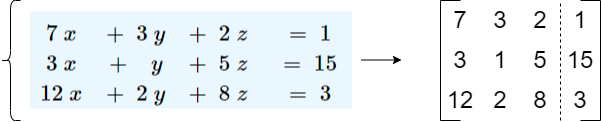 7 x + 3 y + 2 z = 1
3 x + y + 5 z = 15
12 x + 2 y + 8 z = 3
7 3 2 1
3 1 5 15
12 2 8 3